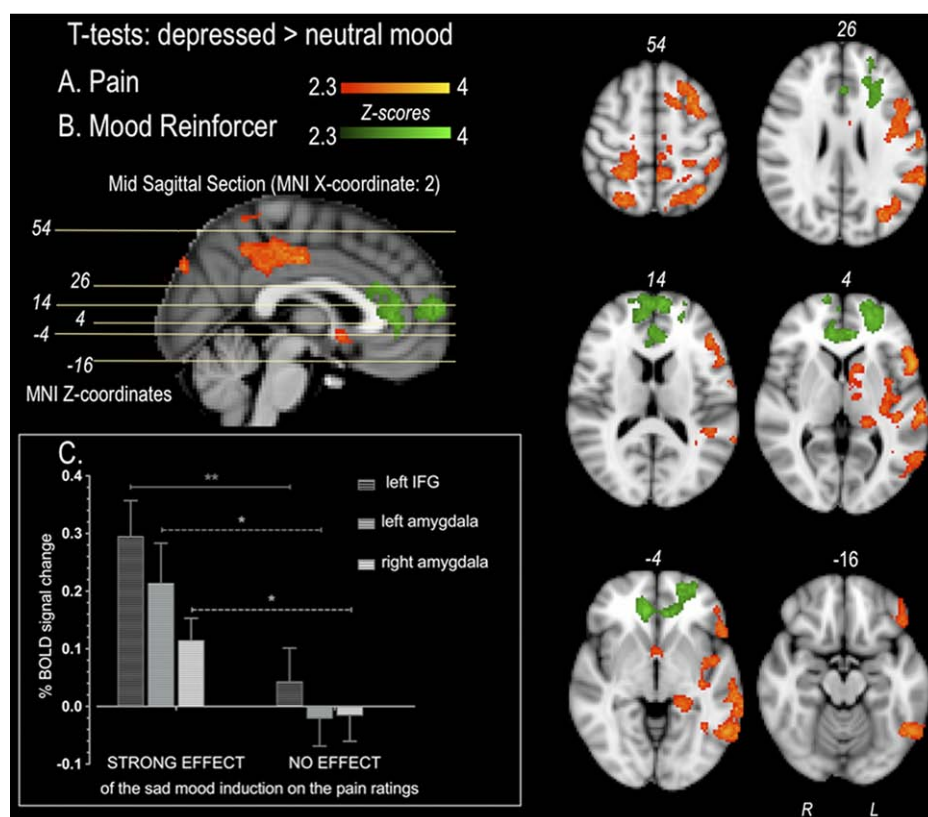 T-tests: depressed > neutral mood
A. Pain
2.3
4
Z-scores
B. Mood Reinforcer
2.3
4
Mid Sagittal Section (MNI X-coordinate: 2)
54
26
14
4
-4
-16
MNI Z-coordinates
54
26
14
4
-4
-16
R
L
C.
% BOLD signal change
0.4
0.3
0.2
0.1
0.0
-0.1
**
*
*
left IFG
left amygdala
right amygdala
STRONG EFFECT
NO EFFECT
of the sad mood induction on the pain ratings